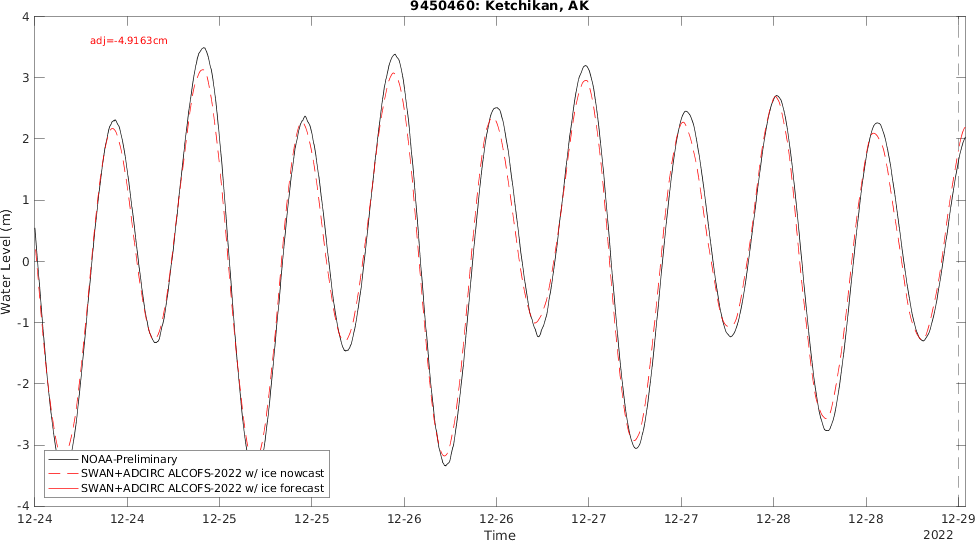 9450460: Ketchikan, AK
adj=-4.9163cm
4
3
2
1
0
-1
-2
-3
-4
Water Level (m)
NOAA-Preliminary
SWAN+ADCIRC ALCOFS-2022 w/ ice nowcast
SWAN+ADCIRC ALCOFS-2022 w/ ice forecast
12-24 12-24 12-25 12-25 12-26 12-26 12-27 12-27 12-28 12-28 12-29
Time
2022